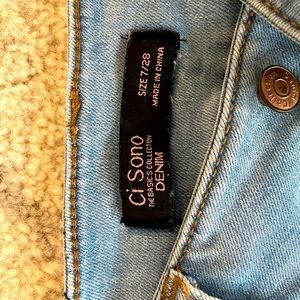 Ci Sono
THE BASICS COLLECTION
DENIM
SIZE 7/28
MADE IN CHINA